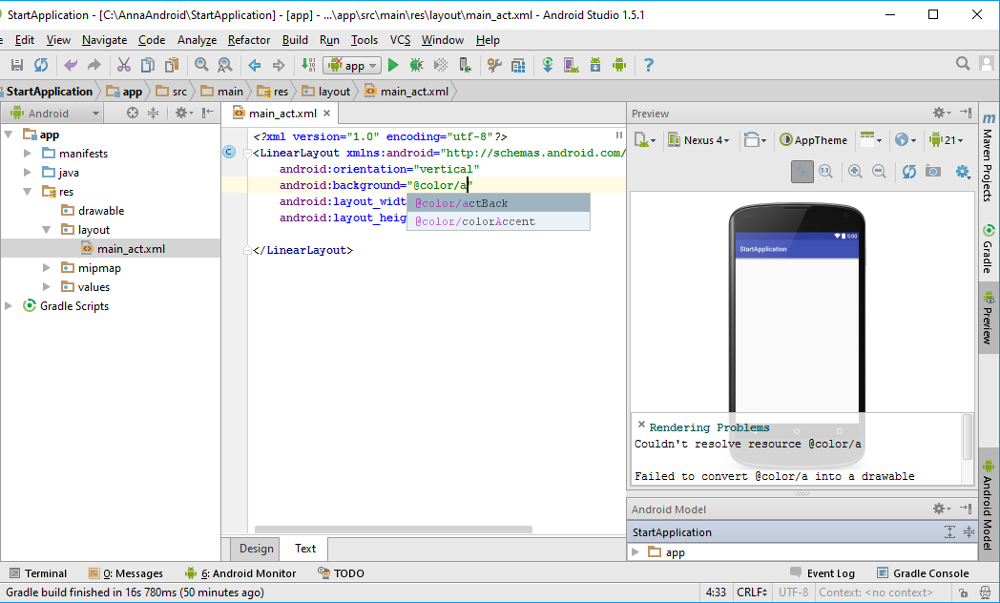 StartApplication - [C:\AnnaAndroid\StartApplication] - [app] - ...\app\src\main\res\layout\main_act.xml - Android Studio 1.5.1
Edit View Navigate Code Analyze Refactor Build Run Tools VCS Window Help
app
StartApplication app src main res layout main_act.xml
Android
main_act.xml
app
manifests
java
res
drawable
layout
main_act.xml
mipmap
values
Gradle Scripts
<?xml version="1.0" encoding="utf-8"?>
<LinearLayout xmlns:android="http://schemas.android.com/
android:orientation="vertical"
android:background="@color/a"
android:layout_widt
android:layout_heig
@color/actBack
@color/colorAccent
</LinearLayout>
Design Text
Preview
Nexus 4 AppTheme 21
1:1
5:00
StartApplication
Rendering Problems
Couldn't resolve resource @color/a
Failed to convert @color/a into a drawable
Android Model
StartApplication
app
Maven Projects
Gradle
Preview
Android Model
Terminal 0: Messages 6: Android Monitor TODO Event Log Gradle Console
Gradle build finished in 16s 780ms (50 minutes ago) 4:33 CRLF UTF-8 Context: <no context>